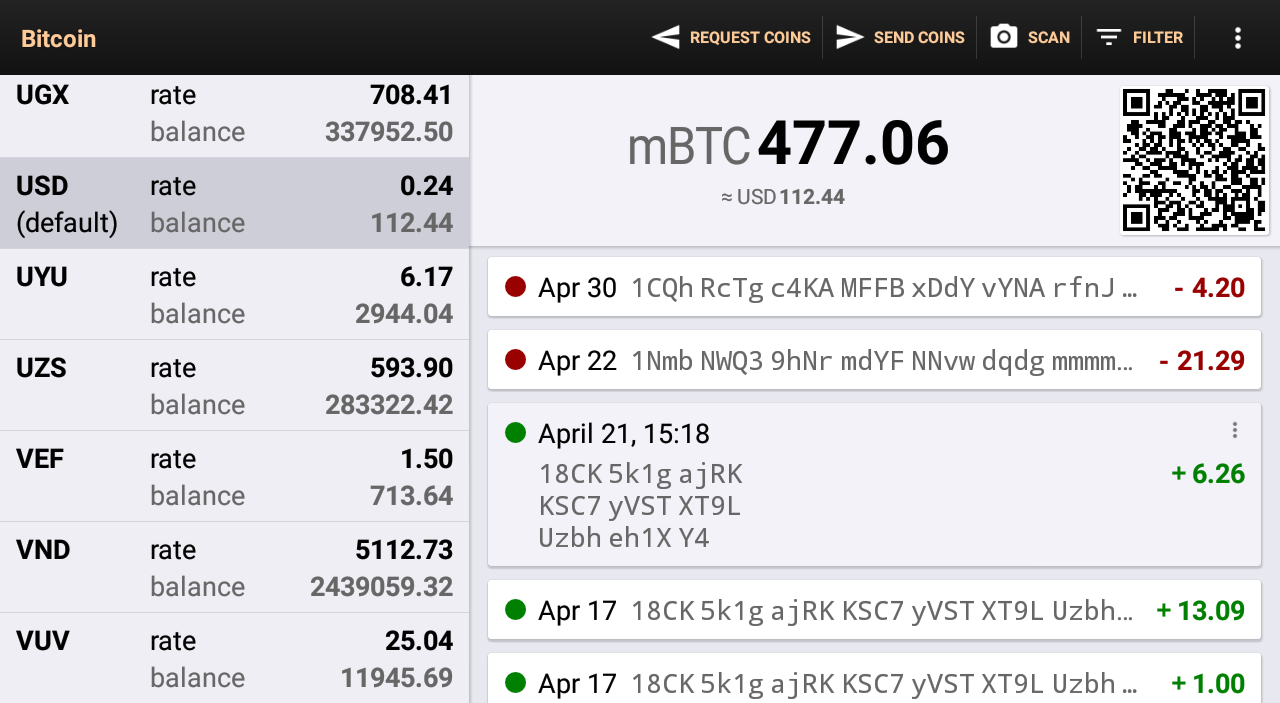 Bitcoin
REQUEST COINS
SEND COINS
SCAN
FILTER
UGX rate 708.41
balance 337952.50
USD rate 0.24
(default) balance 112.44
UYU rate 6.17
balance 2944.04
UZS rate 593.90
balance 283322.42
VEF rate 1.50
balance 713.64
VND rate 5112.73
balance 2439059.32
VUV rate 25.04
balance 11945.69
mBTC 477.06
≈ USD 112.44
Apr 30 1CQh RcTg c4KA MFFB xDdY vYNA rfnJ … - 4.20
Apr 22 1Nmb NWQ3 9hNr mdYF NNvw dqdg mmmm… - 21.29
April 21, 15:18
18CK 5k1g ajRK + 6.26
KSC7 yVST XT9L
Uzbh eh1X Y4
Apr 17 18CK 5k1g ajRK KSC7 yVST XT9L Uzbh… + 13.09
Apr 17 18CK 5k1g ajRK KSC7 yVST XT9L Uzbh … + 1.00